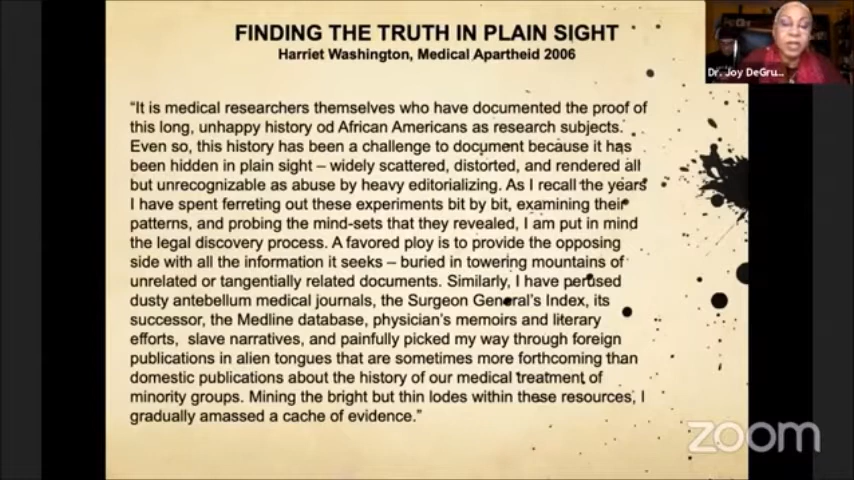 FINDING THE TRUTH IN PLAIN SIGHT
Harriet Washington, Medical Apartheid 2006
Dr. Joy DeGru...
“It is medical researchers themselves who have documented the proof of
this long, unhappy history od African Americans as research subjects.
Even so, this history has been a challenge to document because it has
been hidden in plain sight – widely scattered, distorted, and rendered all
but unrecognizable as abuse by heavy editorializing. As I recall the years
I have spent ferreting out these experiments bit by bit, examining their
patterns, and probing the mind-sets that they revealed, I am put in mind
the legal discovery process. A favored ploy is to provide the opposing
side with all the information it seeks – buried in towering mountains of
unrelated or tangentially related documents. Similarly, I have perused
dusty antebellum medical journals, the Surgeon General’s Index, its
successor, the Medline database, physician’s memoirs and literary
efforts, slave narratives, and painfully picked my way through foreign
publications in alien tongues that are sometimes more forthcoming than
domestic publications about the history of our medical treatment of
minority groups. Mining the bright but thin lodes within these resources, I
gradually amassed a cache of evidence.”
zoom